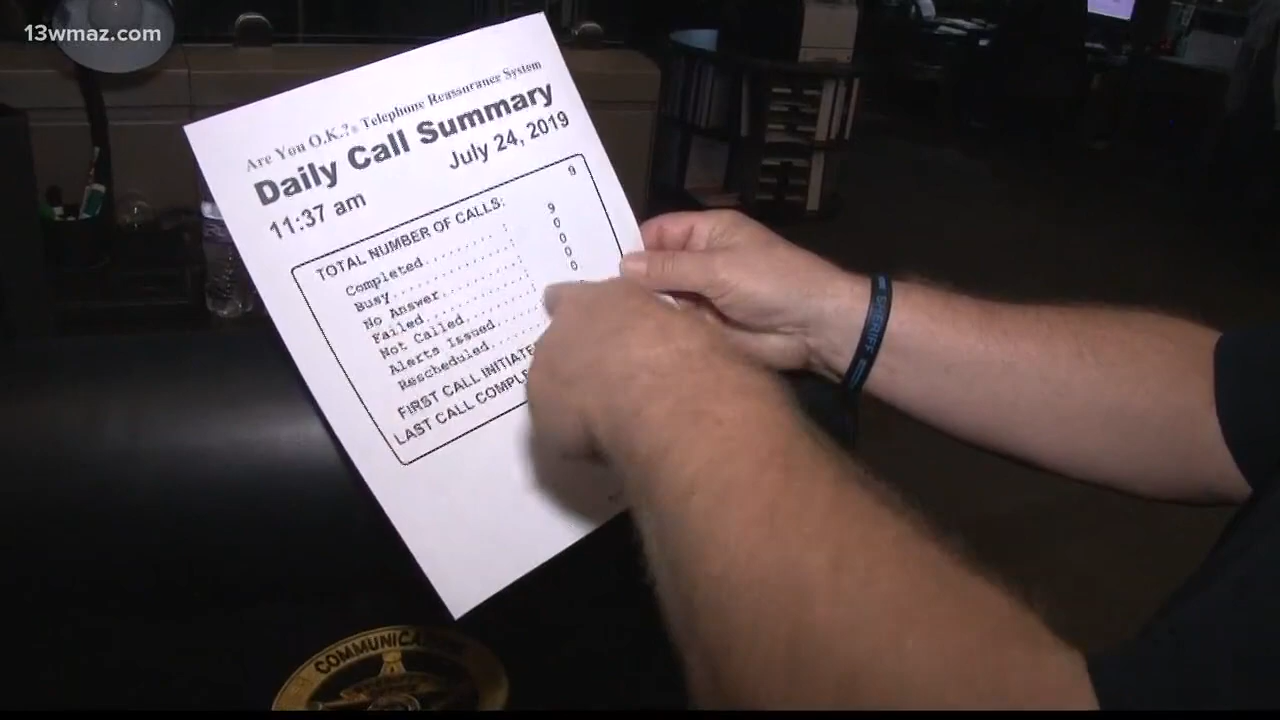 13wmaz.com
Are You O.K.?® Telephone Reassurance System
Daily Call Summary
11:37 am July 24, 2019
TOTAL NUMBER OF CALLS: 9
Completed..........: 9
Busy..............: 0
No Answer..........: 0
Failed............: 0
Not Called.........: 0
Alerts Issued
Rescheduled
FIRST CALL INITIATE
LAST CALL COMPLE
SHERIFF
COMMUNICA